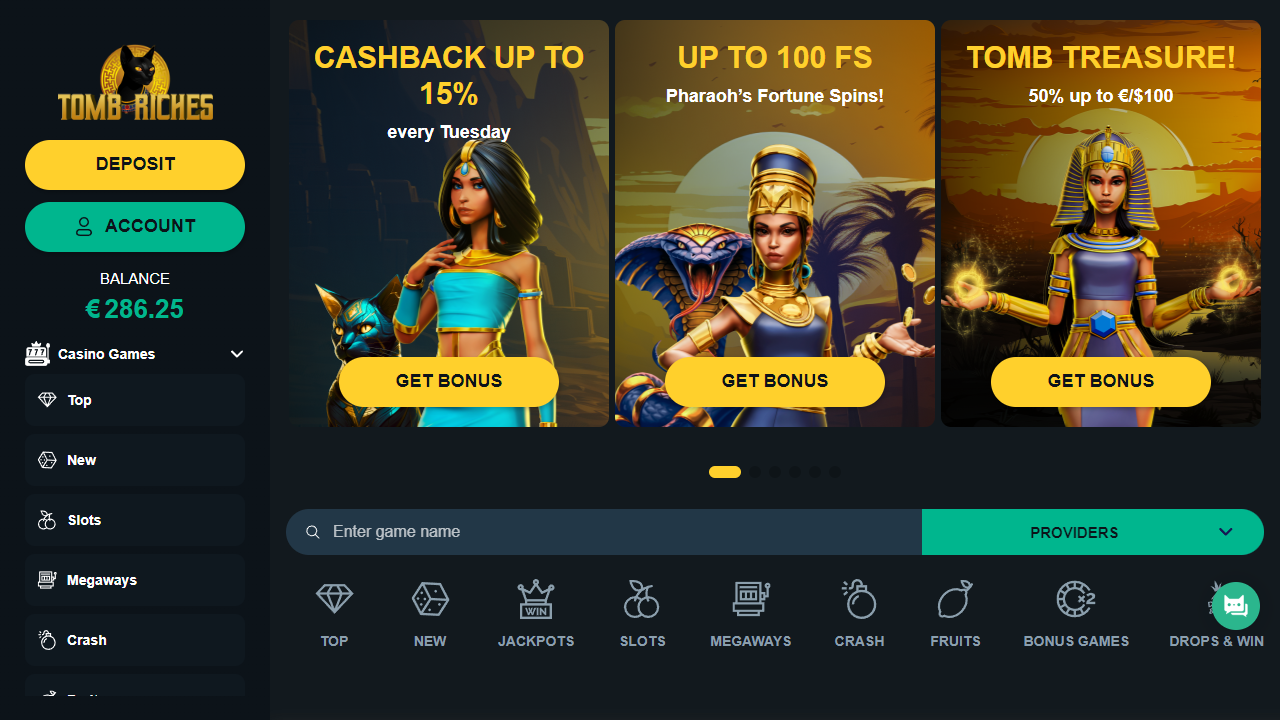 TOMB RICHES
DEPOSIT
ACCOUNT
BALANCE
€ 286.25
Casino Games
Top
New
Slots
Megaways
Crash
CASHBACK UP TO
15%
every Tuesday
GET BONUS
UP TO 100 FS
Pharaoh’s Fortune Spins!
GET BONUS
TOMB TREASURE!
50% up to €/$100
GET BONUS
Enter game name
PROVIDERS
TOP
NEW
WIN
JACKPOTS
SLOTS
MEGAWAYS
CRASH
FRUITS
x2
BONUS GAMES
DROPS & WIN